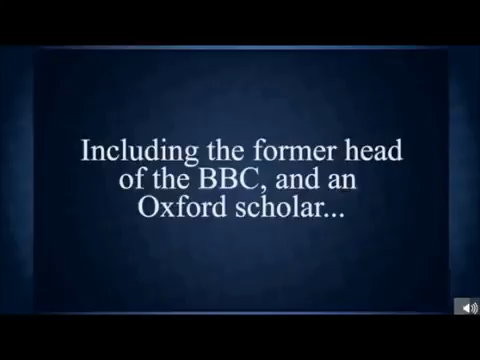 Including the former head
of the BBC, and an
Oxford scholar...